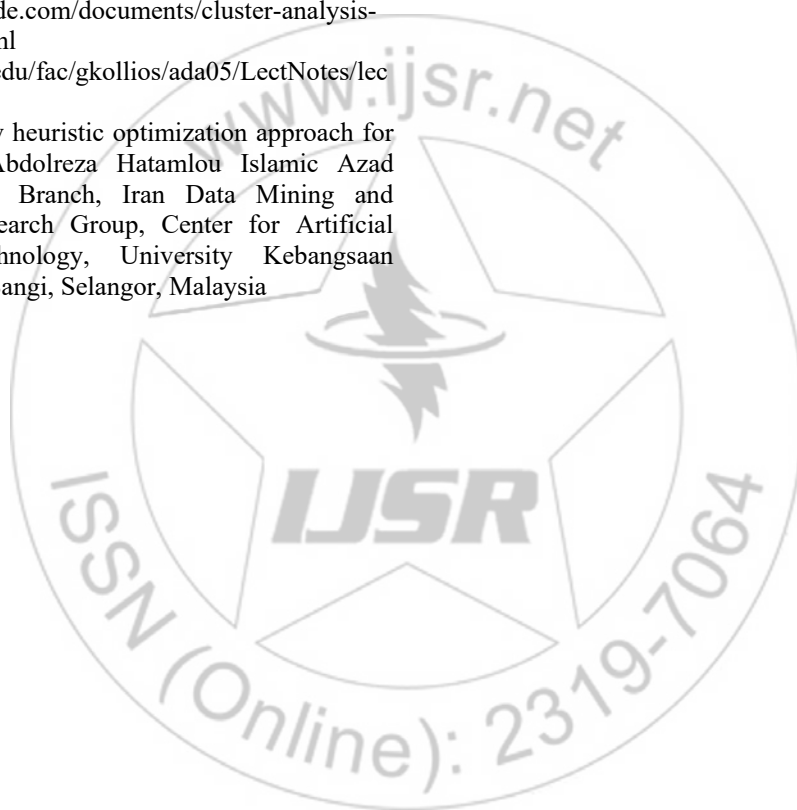 de.com/documents/cluster-analysis-
nl
edu/fac/gkollios/ada05/LectNotes/lec
y heuristic optimization approach for
Abdolreza Hatamlou Islamic Azad
Branch, Iran Data Mining and
earch Group, Center for Artificial
hnology, University Kebangsaan
Bangi, Selangor, Malaysia
www.ijsr.net
IJSR
ISSN (Online): 2319-7064